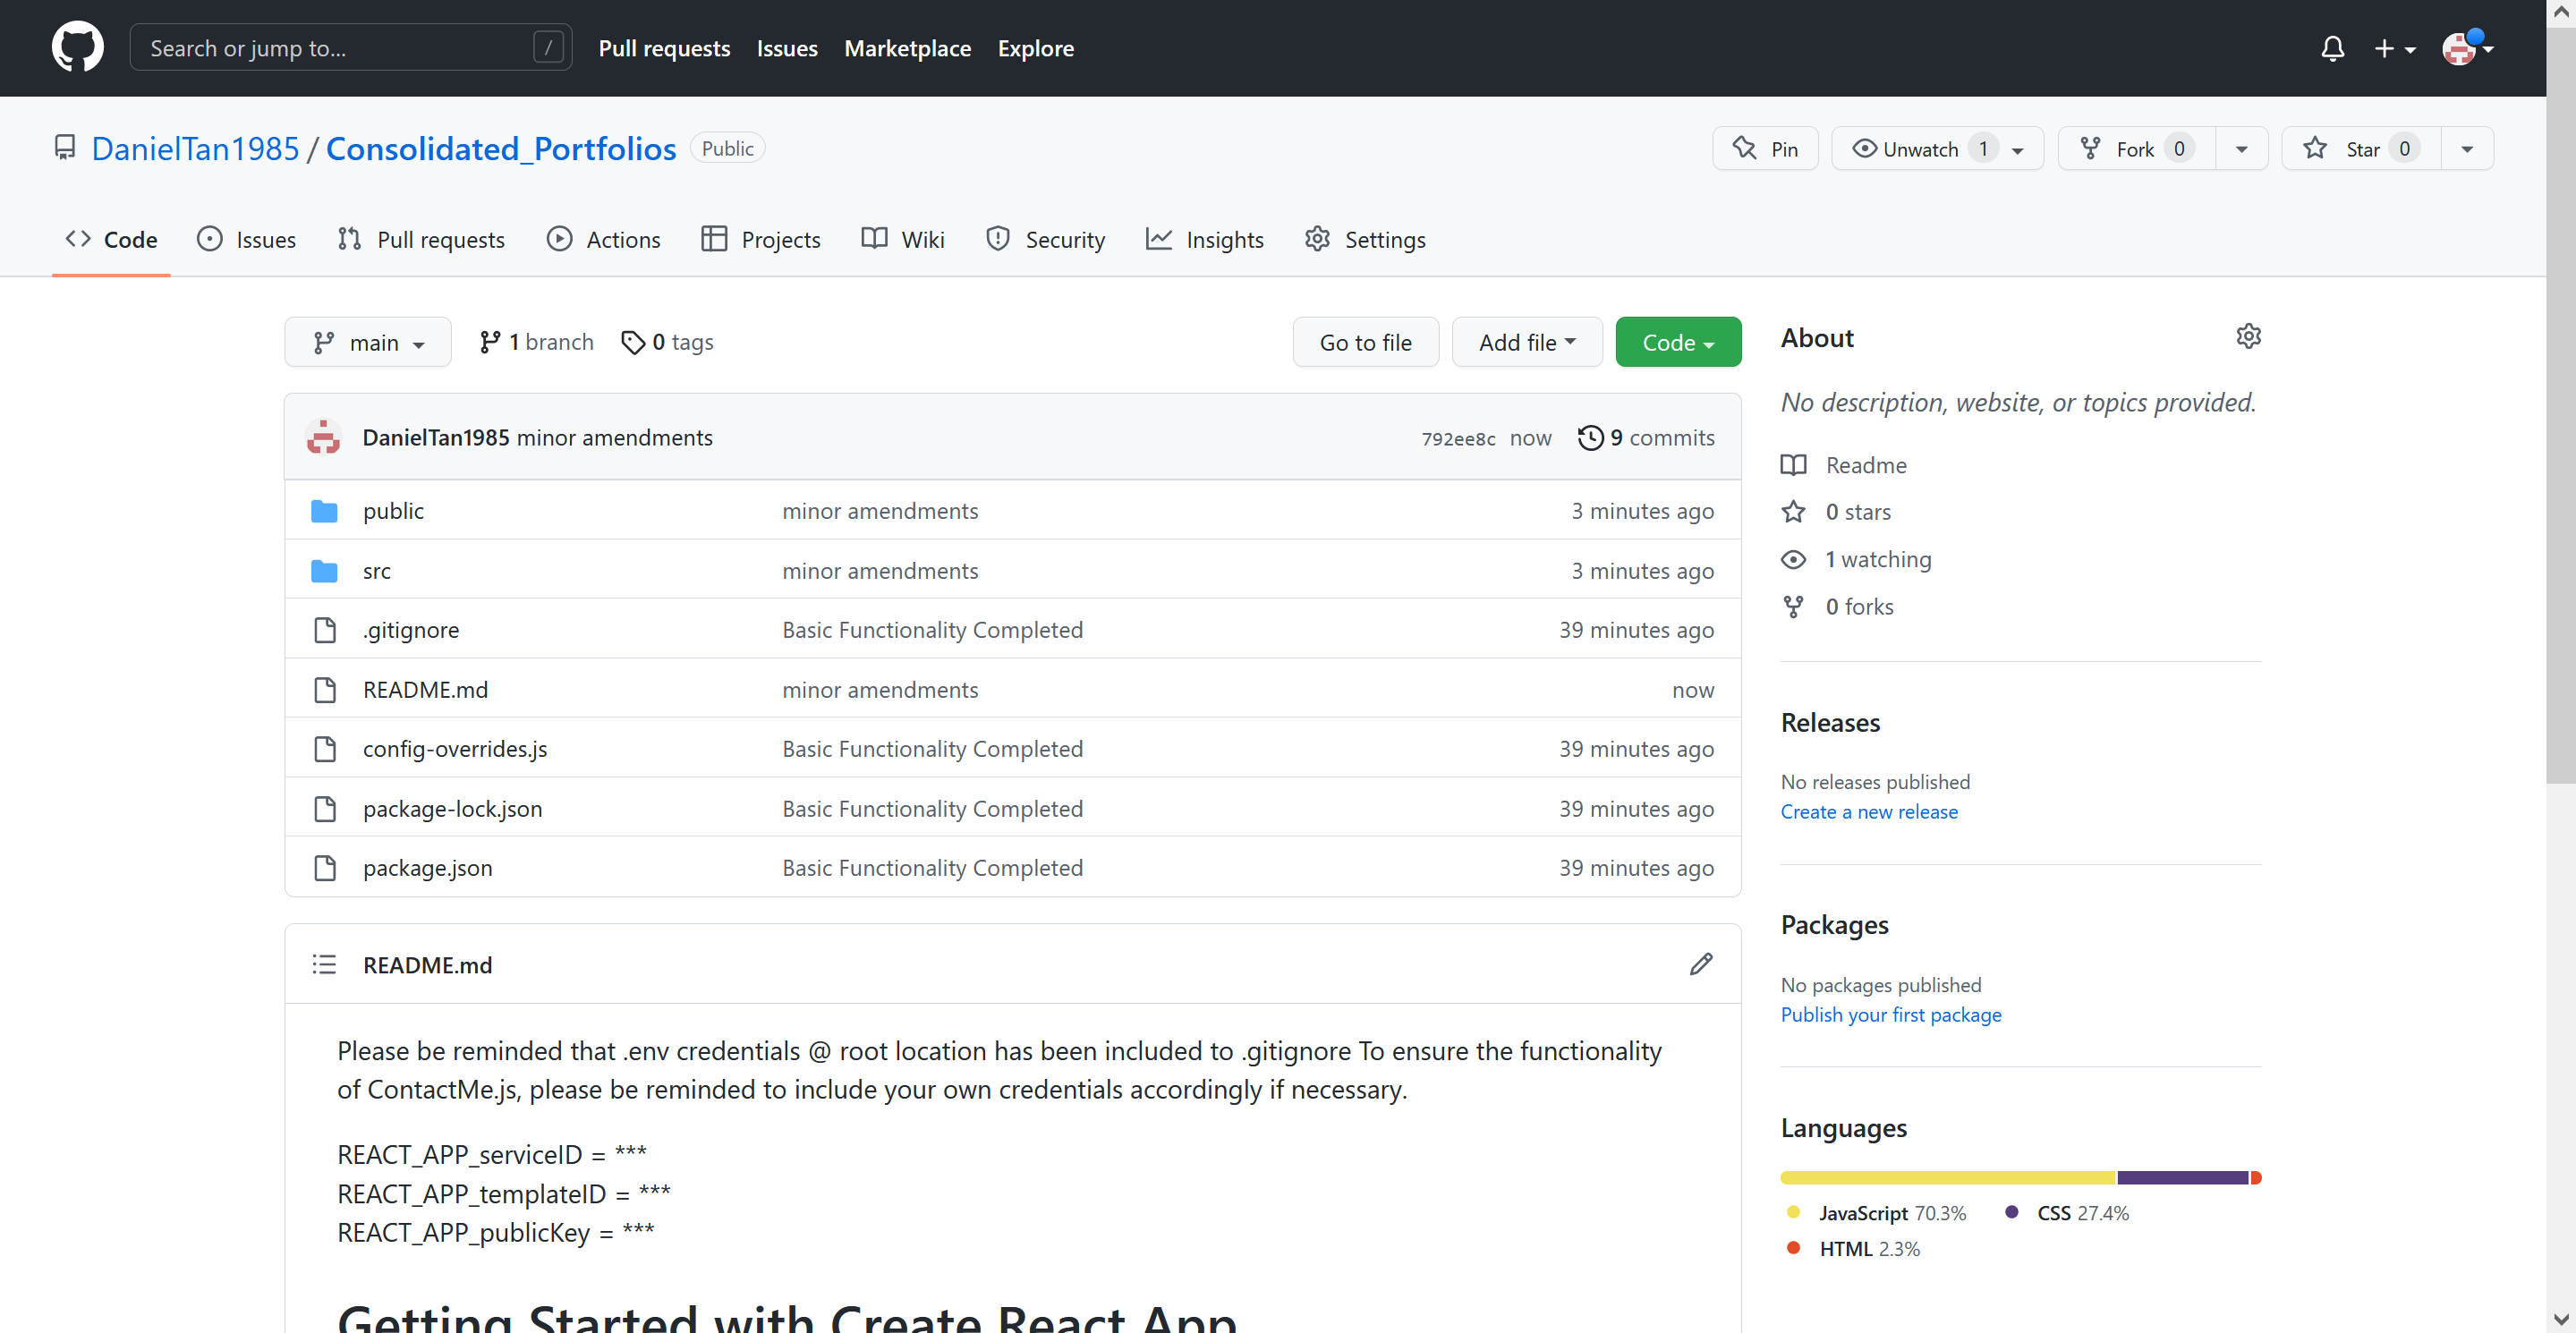 Search or jump to... /
Pull requests Issues Marketplace Explore
DanielTan1985 / Consolidated_Portfolios Public
Pin Unwatch 1 Fork 0 Star 0
Code Issues Pull requests Actions Projects Wiki Security Insights Settings
main 1 branch 0 tags Go to file Add file Code
DanielTan1985 minor amendments 792ee8c now 9 commits
public minor amendments 3 minutes ago
src minor amendments 3 minutes ago
.gitignore Basic Functionality Completed 39 minutes ago
README.md minor amendments now
config-overrides.js Basic Functionality Completed 39 minutes ago
package-lock.json Basic Functionality Completed 39 minutes ago
package.json Basic Functionality Completed 39 minutes ago
README.md
Please be reminded that .env credentials @ root location has been included to .gitignore To ensure the functionality
of ContactMe.js, please be reminded to include your own credentials accordingly if necessary.
REACT_APP_serviceID = ***
REACT_APP_templateID = ***
REACT_APP_publicKey = ***
Getting Started with Create React App
About
No description, website, or topics provided.
Readme
0 stars
1 watching
0 forks
Releases
No releases published
Create a new release
Packages
No packages published
Publish your first package
Languages
JavaScript 70.3% CSS 27.4%
HTML 2.3%